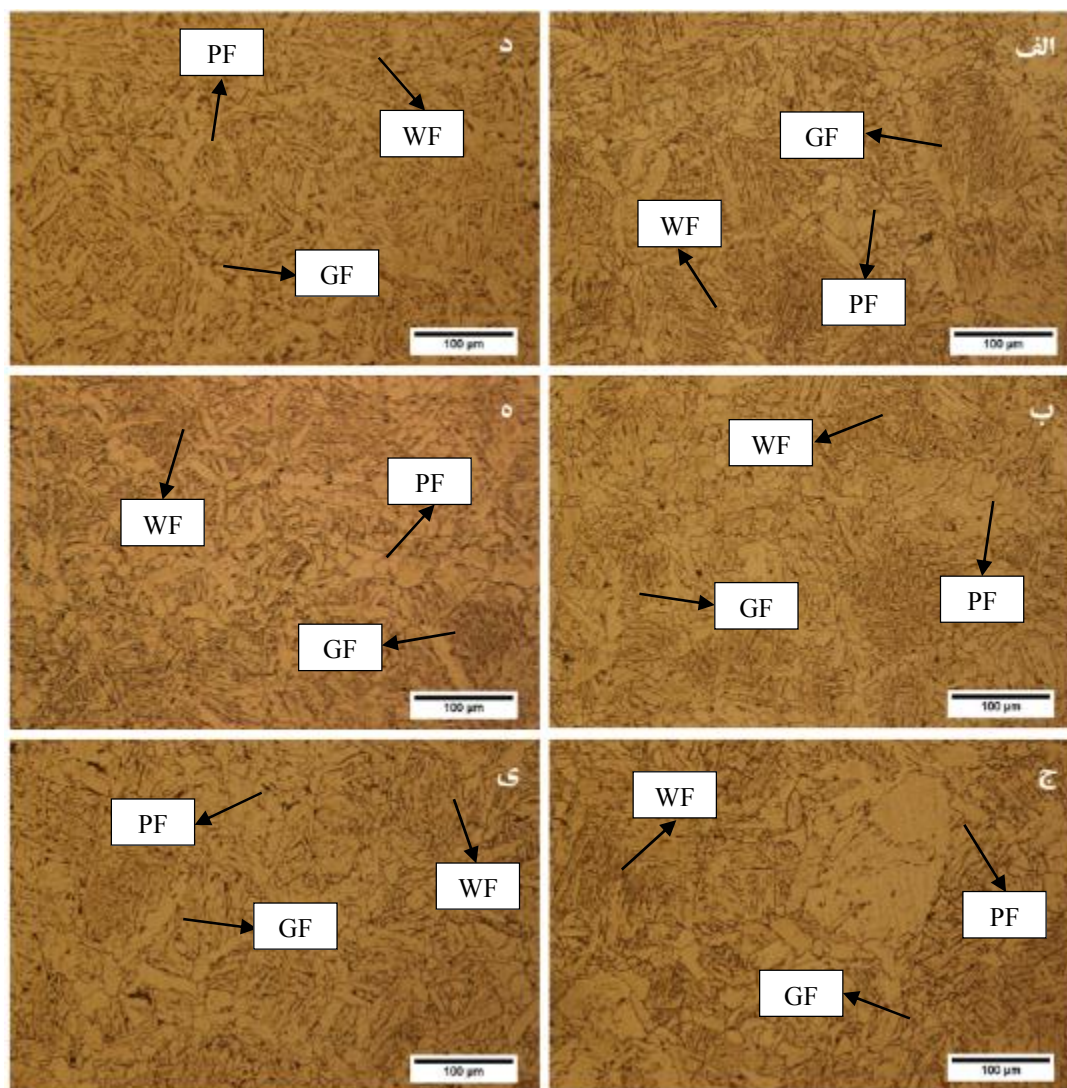 الف
GF
WF
PF
100 µm
ب
WF
GF
PF
100 µm
ج
WF
PF
GF
100 µm
د
PF
WF
GF
100 µm
ه
PF
WF
GF
100 µm
ی
PF
WF
GF
100 µm